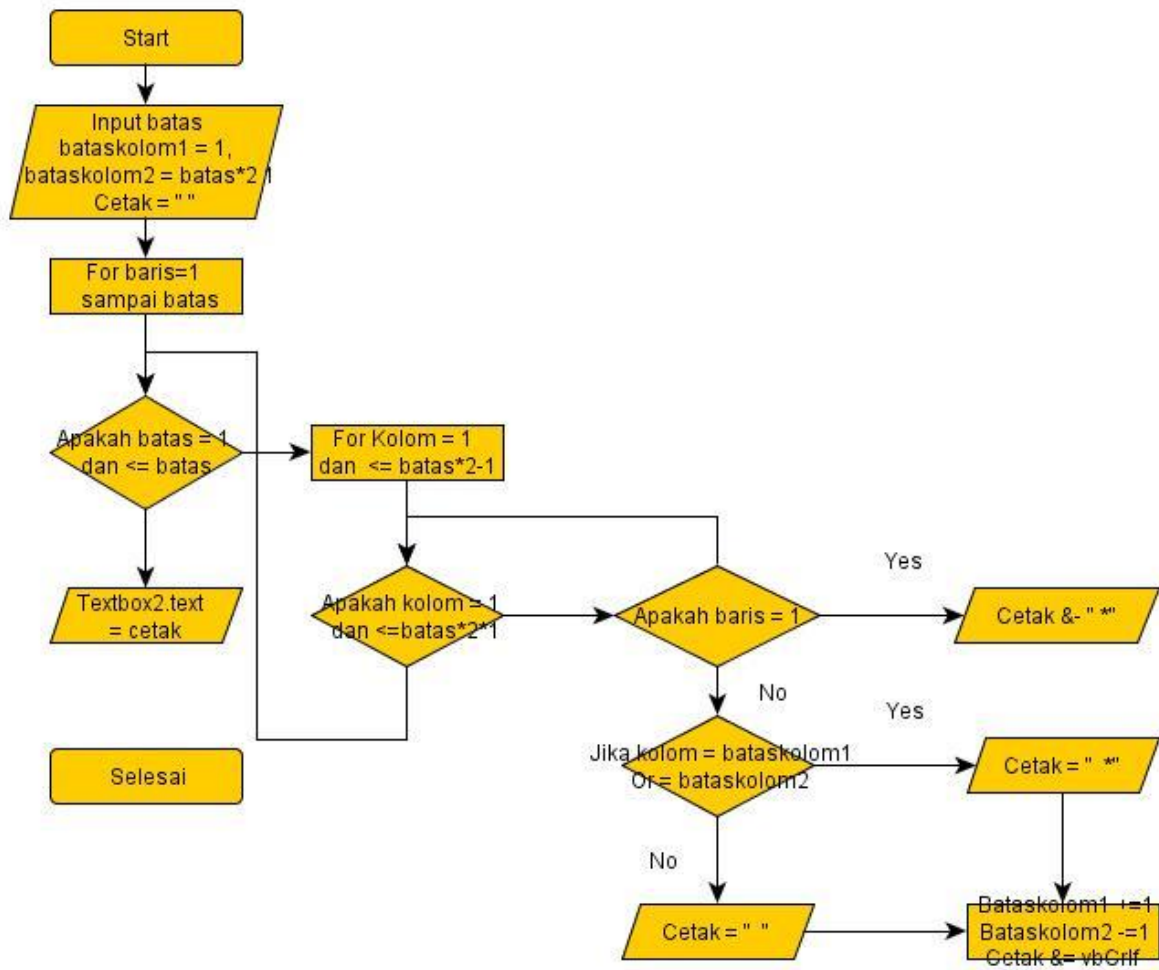 Start
Input batas
bataskolom1 = 1,
bataskolom2 = batas*2-1
Cetak = " "
For baris=1
sampai batas
Apakah batas = 1
dan <= batas
For Kolom = 1
dan <= batas*2-1
Textbox2.text
= cetak
Apakah kolom = 1
dan <=batas*2*1
Apakah baris = 1
Yes
Cetak &- " *"
No
Jika kolom = bataskolom1
Or = bataskolom2
Yes
Cetak = " *"
Selesai
No
Cetak = " "
Bataskolom1 +=1
Bataskolom2 -=1
Cetak &= vbCrlf